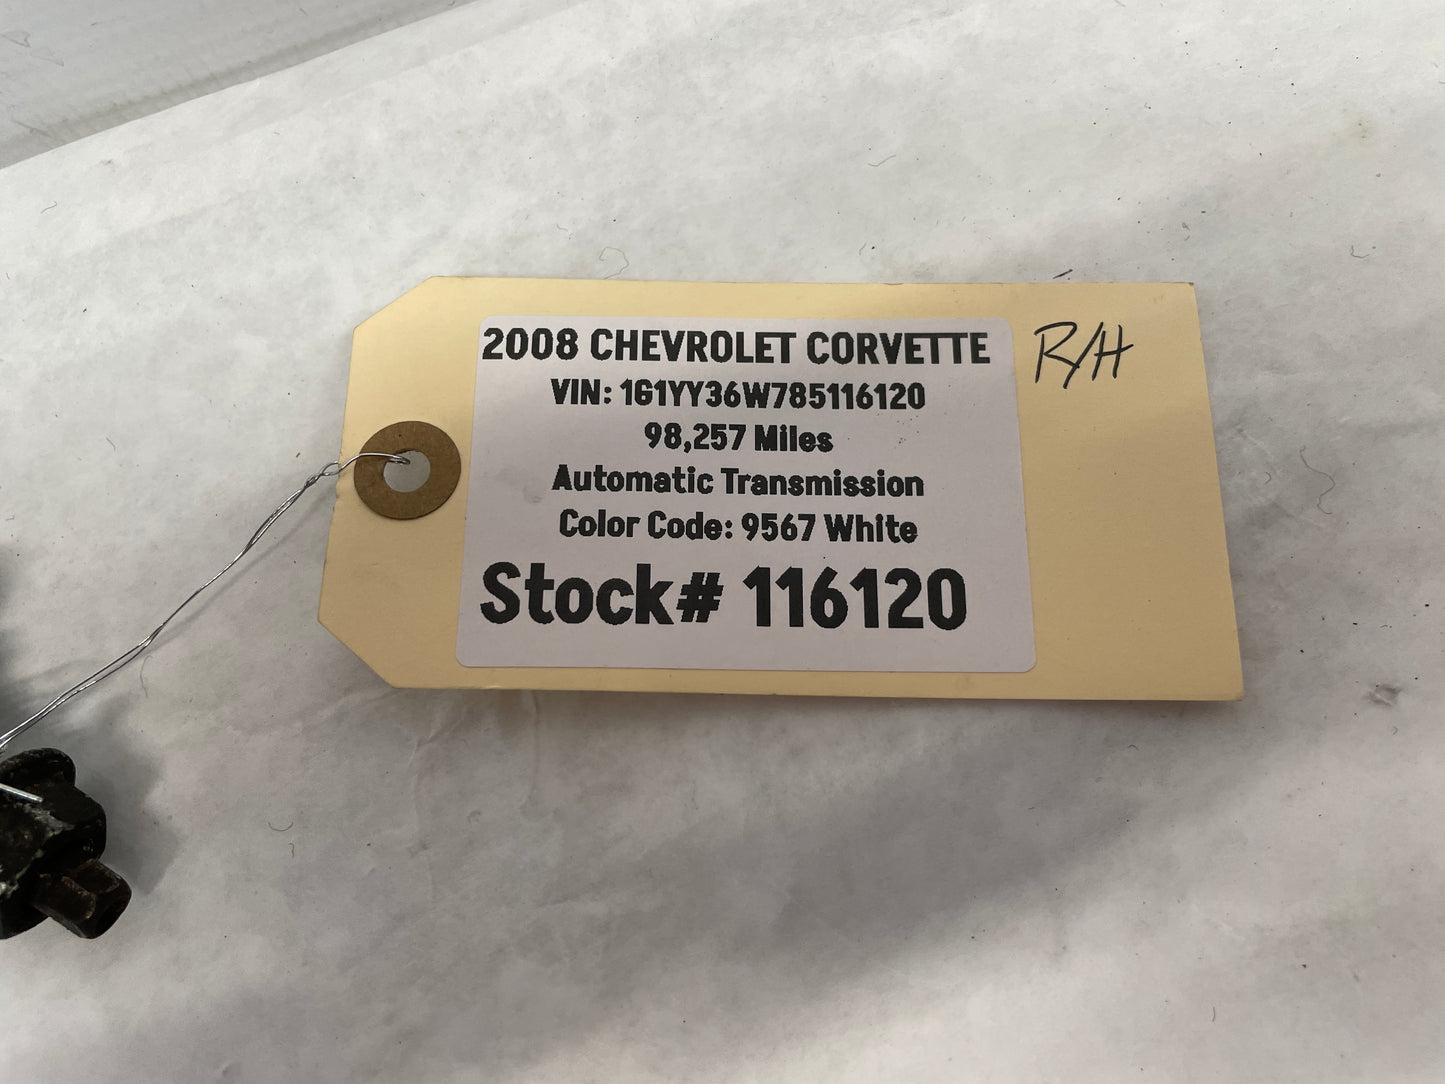 2008 CHEVROLET CORVETTE
VIN: 1G1YY36W785116120
98,257 Miles
Automatic Transmission
Color Code: 9567 White
Stock# 116120
R/H